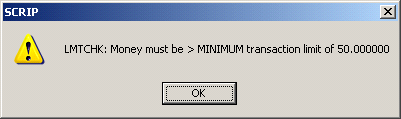 SCRIP
LMTCHK: Money must be > MINIMUM transaction limit of 50.000000
OK